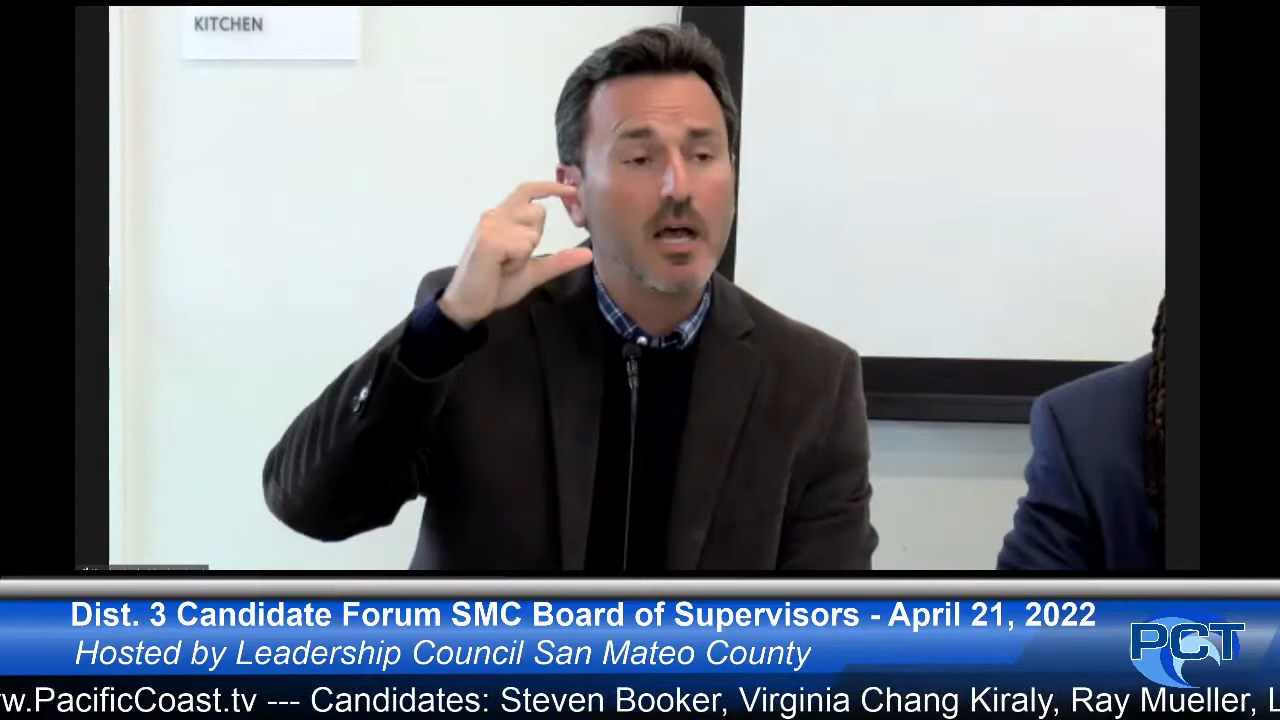 KITCHEN
Dist. 3 Candidate Forum SMC Board of Supervisors - April 21, 2022
Hosted by Leadership Council San Mateo County
PCT
w.PacificCoast.tv --- Candidates: Steven Booker, Virginia Chang Kiraly, Ray Mueller, L